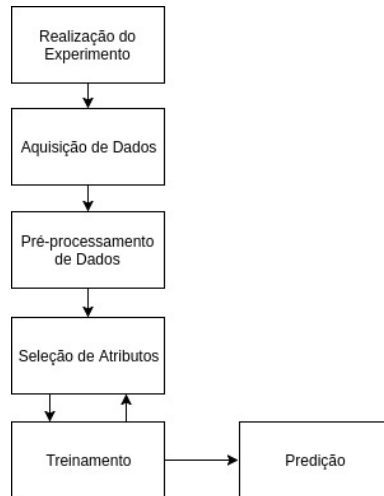 Realização do
Experimento
Aquisição de Dados
Pré-processamento
de Dados
Seleção de Atributos
Treinamento
Predição